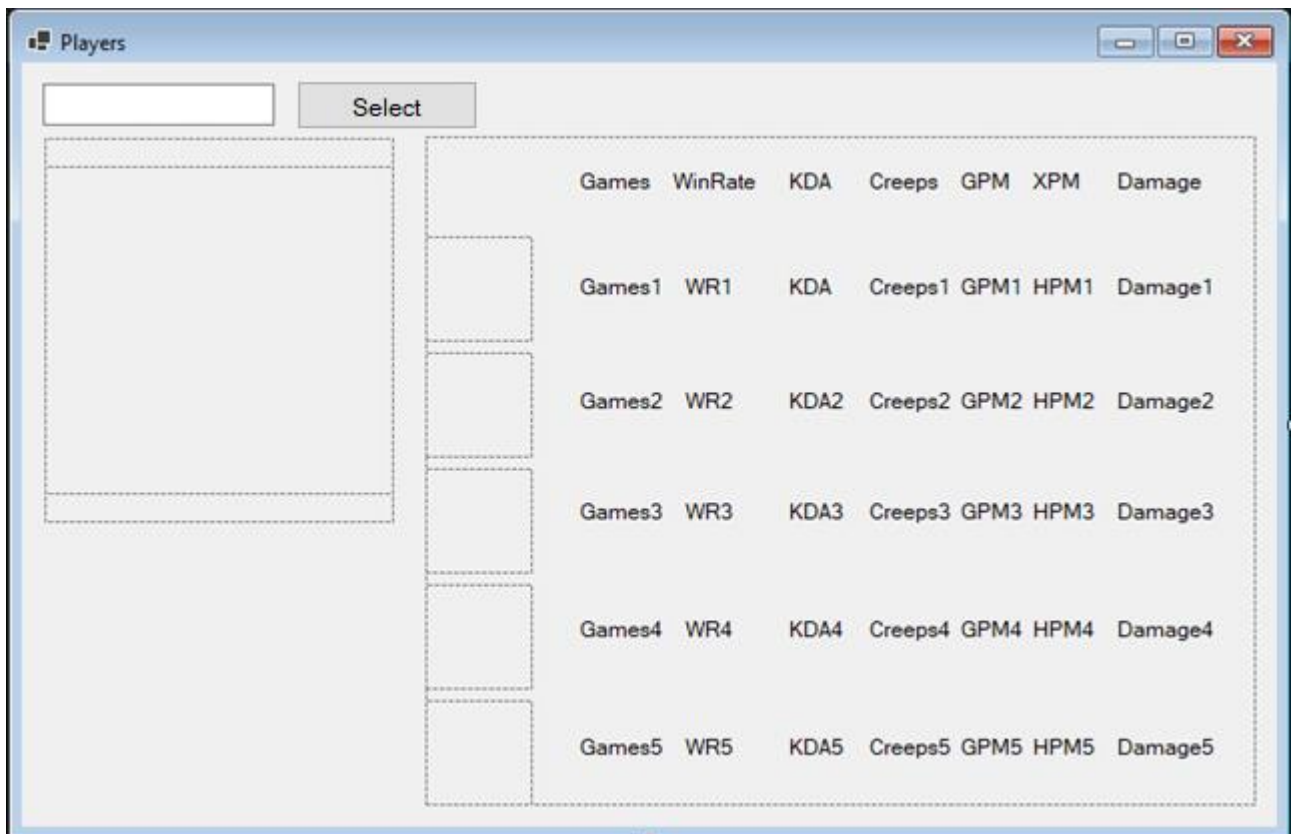 Players
Select
Games WinRate KDA Creeps GPM XPM Damage
Games1 WR1 KDA Creeps1 GPM1 HPM1 Damage1
Games2 WR2 KDA2 Creeps2 GPM2 HPM2 Damage2
Games3 WR3 KDA3 Creeps3 GPM3 HPM3 Damage3
Games4 WR4 KDA4 Creeps4 GPM4 HPM4 Damage4
Games5 WR5 KDA5 Creeps5 GPM5 HPM5 Damage5